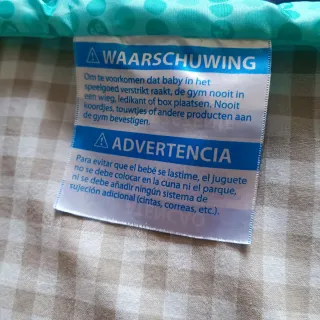 WAARSCHUWING
Om te voorkomen dat baby in het
speelgoed verstrikt raakt, de gym nooit in
een wieg, ledikant of box plaatsen. Nooit
koordjes, touwtjes of andere producten aan
de gym bevestigen.
ADVERTENCIA
Para evitar que el bebé se lastime, el juguete
no se debe colocar en la cuna ni el parque,
ni se debe añadir ningún sistema de
sujeción adicional (cintas, correas, etc.).